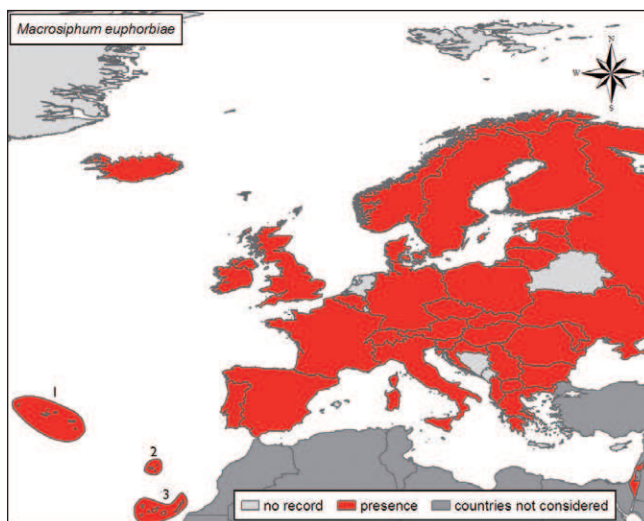 Macrosiphum euphorbiae
N
W
S
1
2
3
no record presence countries not considered